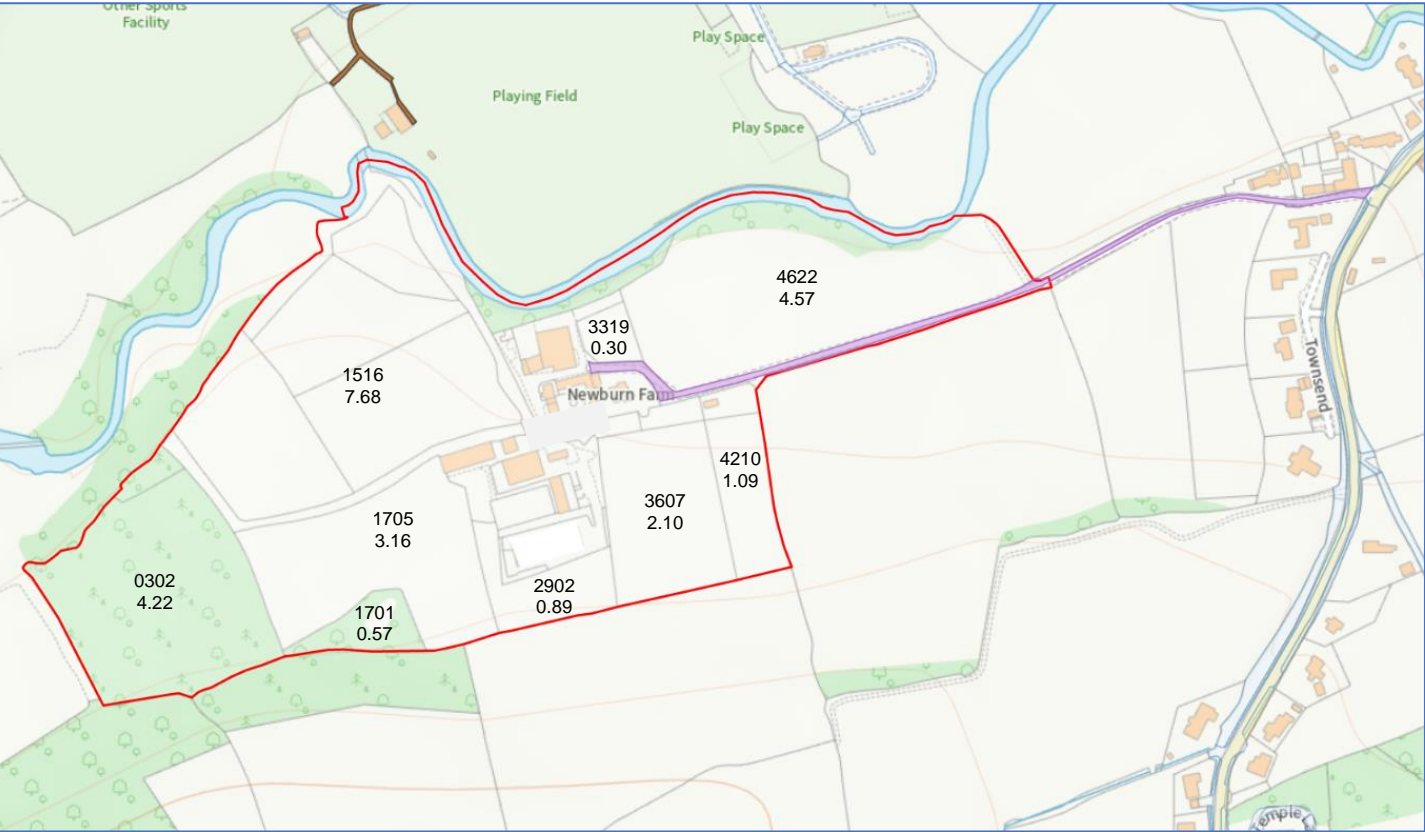 Other Sports
Facility
Play Space
Playing Field
Play Space
4622
4.57
3319
0.30
1516
7.68
Newburn Farm
Townsend
4210
1.09
3607
2.10
1705
3.16
0302
4.22
2902
0.89
1701
0.57
Temple